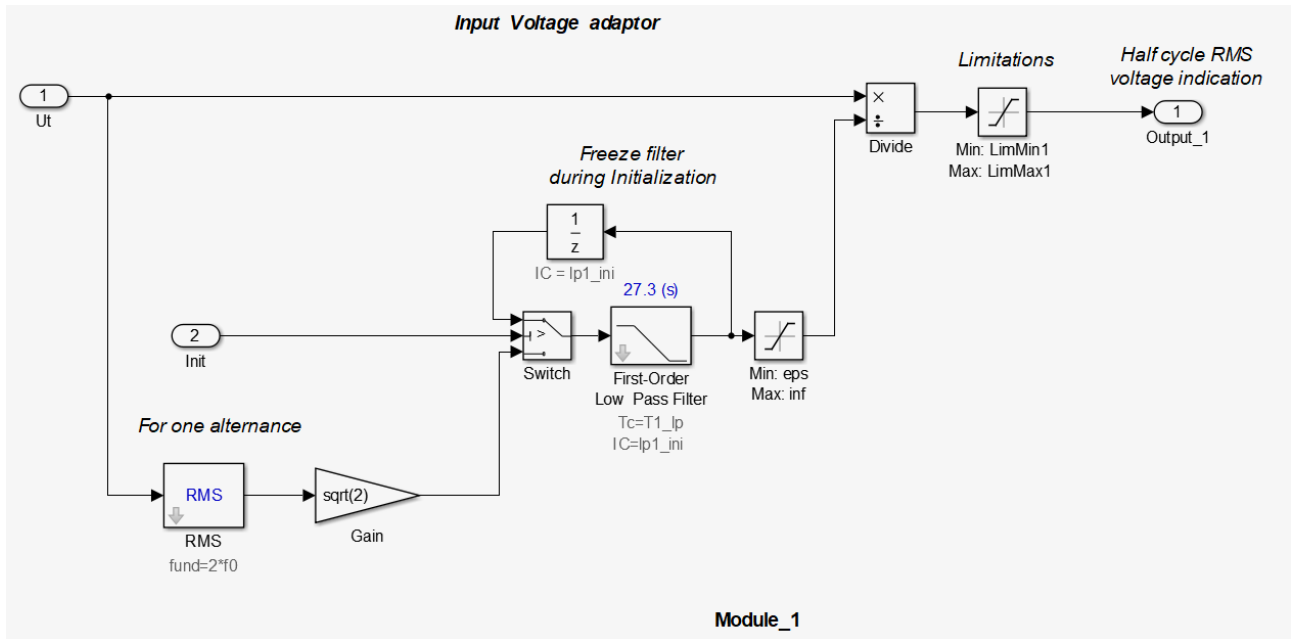 Input Voltage adaptor
Limitations
Half cycle RMS
voltage indication
1
Ut
×
÷
Divide
Min: LimMin1
Max: LimMax1
1
Output_1
Freeze filter
during Initialization
1
z
IC = lp1_ini
27.3 (s)
2
Init
>
Switch
First-Order
Low Pass Filter
Tc=T1_lp
IC=lp1_ini
Min: eps
Max: inf
For one alternance
RMS
RMS
fund=2*f0
sqrt(2)
Gain
Module_1